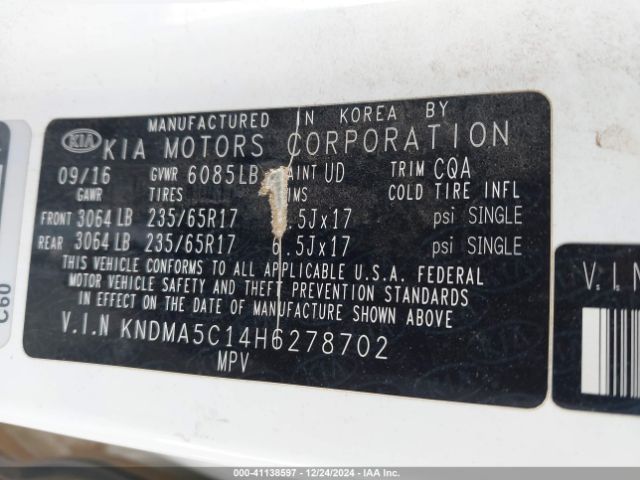 MANUFACTURED IN KOREA BY
KIA KIA MOTORS CORPORATION
09/16 GVWR 6085LB UD TRIM CQA
GAWR TIRES COLD TIRE INFL
FRONT 3064 LB 235/65R17 .5Jx17 psi SINGLE
REAR 3064 LB 235/65R17 6.5Jx17 psi SINGLE
THIS VEHICLE CONFORMS TO ALL APPLICABLE U.S.A. FEDERAL
MOTOR VEHICLE SAFETY AND THEFT PREVENTION STANDARDS
IN EFFECT ON THE DATE OF MANUFACTURE SHOWN ABOVE
V.I.N KNDMA5C14H6278702
MPV
C60
V.I.N
000-41138597 • 12/24/2024 • IAA Inc.